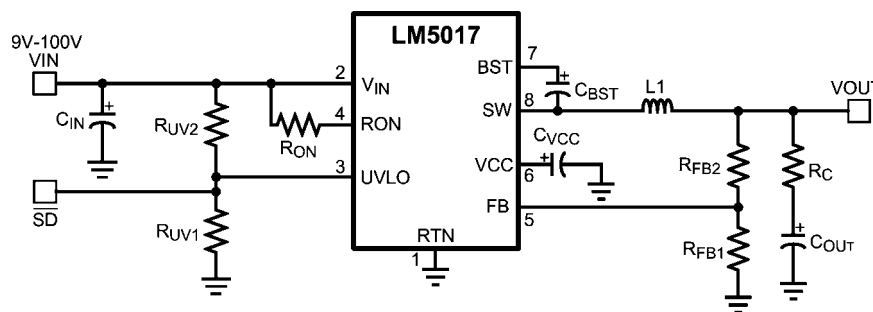 9V-100V
VIN
LM5017
7
BST
CBST
2
VIN
L1
VOUT
SW
8
CIN
RUV2
4
RON
RON
CVCC
3
UVLO
VCC
6
RFB2
RC
SD
FB
5
RUV1
RTN
1
RFB1
COUT